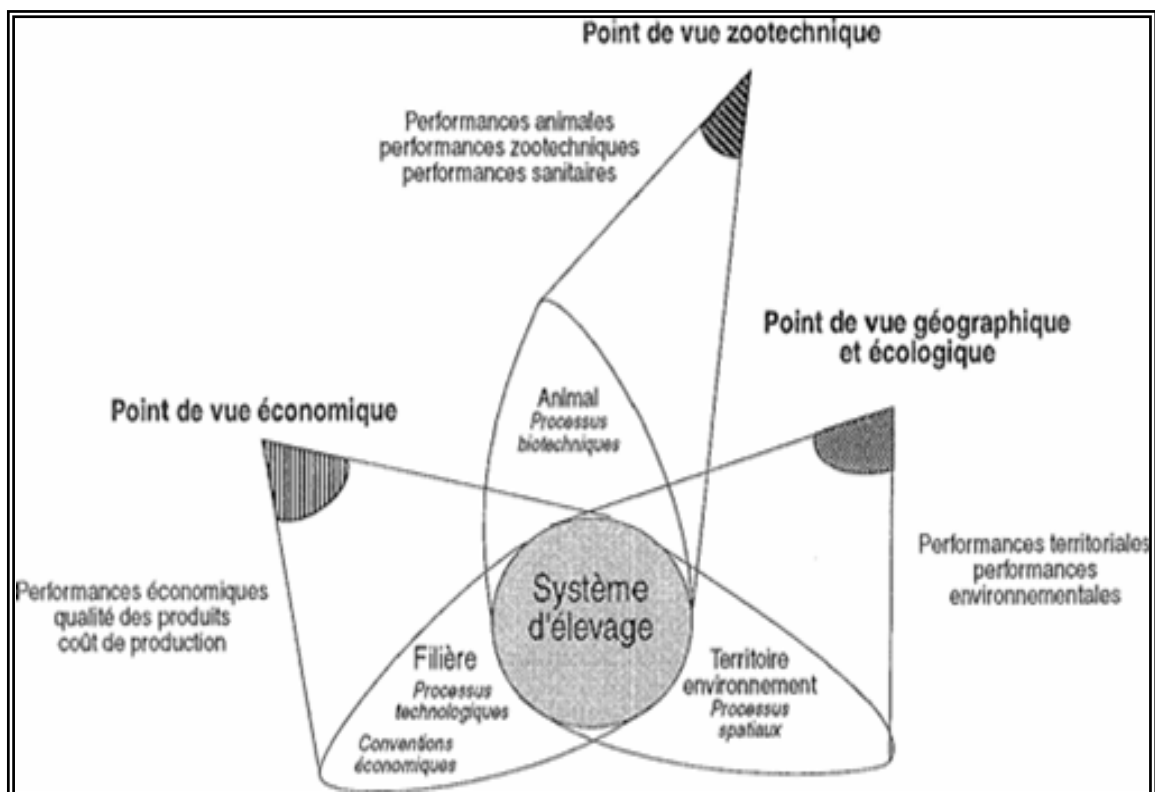 Point de vue zootechnique
Performances animales
performances zootechniques
performances sanitaires
Point de vue géographique
et écologique
Point de vue économique
Animal
Processus
biotechniques
Performances territoriales
performances
environnementales
Performances économiques
qualité des produits
coût de production
Système
d'élevage
Filière
Processus
technologiques
Conventions
économiques
Territoire
environnement
Processus
spatiaux